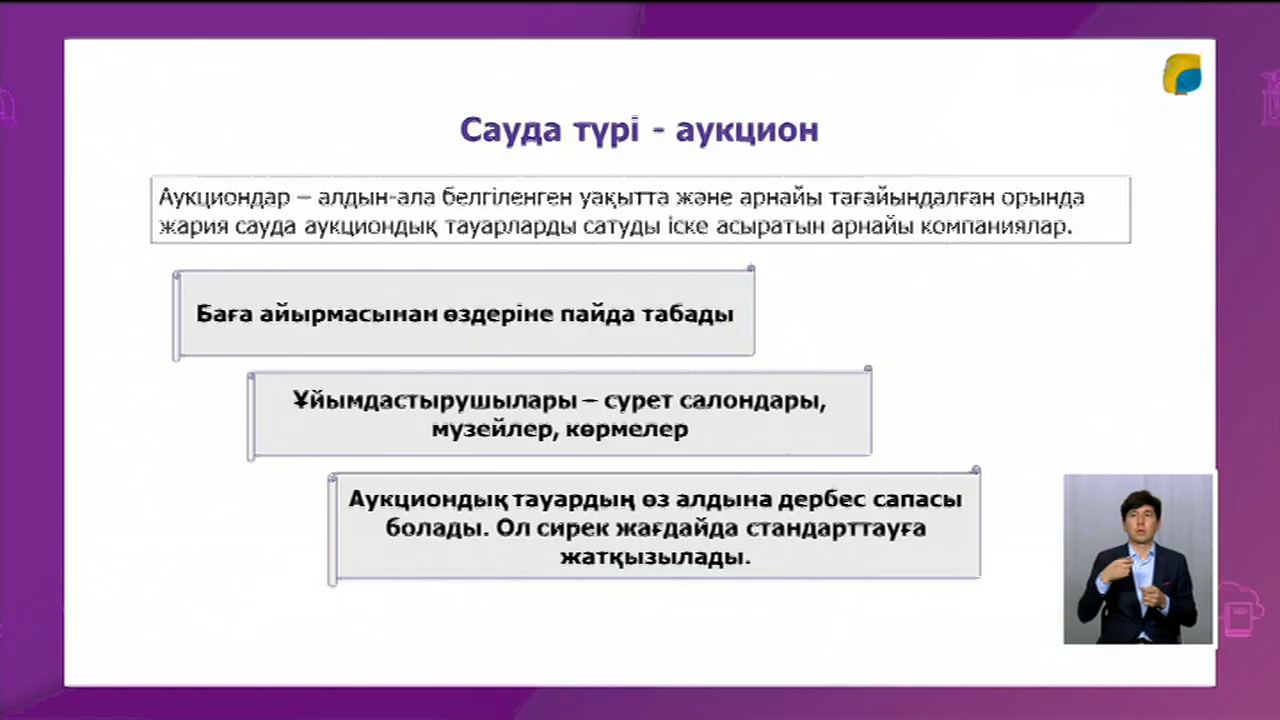 Сауда түрі - аукцион
Аукциондар – алдын-ала белгіленген уақытта және арнайы тағайындалған орында
жария сауда аукциондық тауарларды сатуды іске асыратын арнайы компаниялар.
Баға айырмасынан өздеріне пайда табады
Ұйымдастырушылары – сурет салондары,
музейлер, көрмелер
Аукциондық тауардың өз алдына дербес сапасы
болады. Ол сирек жағдайда стандарттауға
жатқызылады.